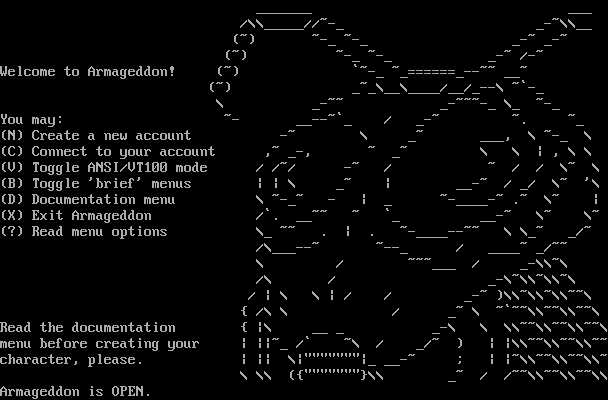 Welcome to Armageddon!
You may:
(N) Create a new account
(C) Connect to your account
(V) Toggle ANSI/VT100 mode
(B) Toggle 'brief' menus
(D) Documentation menu
(X) Exit Armageddon
(?) Read menu options
Read the documentation
menu before creating your
character, please.
Armageddon is OPEN.